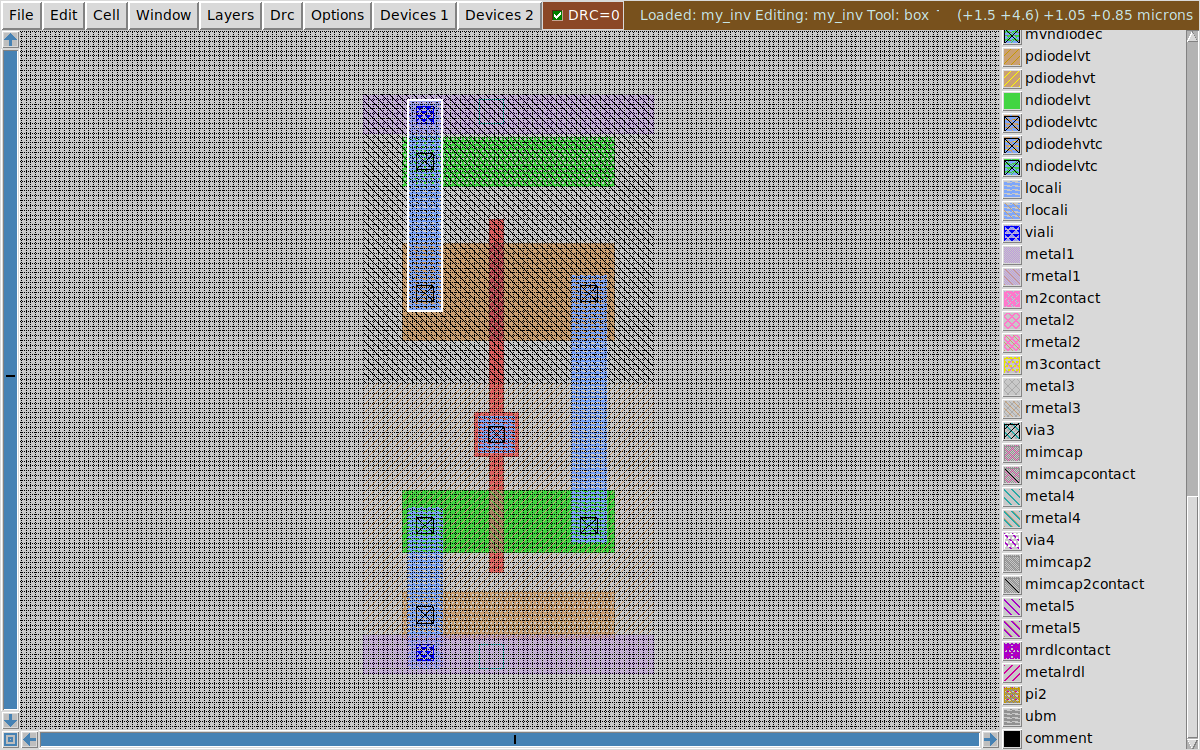 File Edit Cell Window Layers Drc Options Devices 1 Devices 2 DRC=0 Loaded: my_inv Editing: my_inv Tool: box (+1.5 +4.6) +1.05 +0.85 microns
mvndiodec
pdiodelvt
pdiodehvt
ndiodelvt
pdiodelvtc
pdiodehvtc
ndiodelvtc
locali
rlocali
viali
metal1
rmetal1
m2contact
metal2
rmetal2
m3contact
metal3
rmetal3
via3
mimcap
mimcapcontact
metal4
rmetal4
via4
mimcap2
mimcap2contact
metal5
rmetal5
mrdlcontact
metalrdl
pi2
ubm
comment